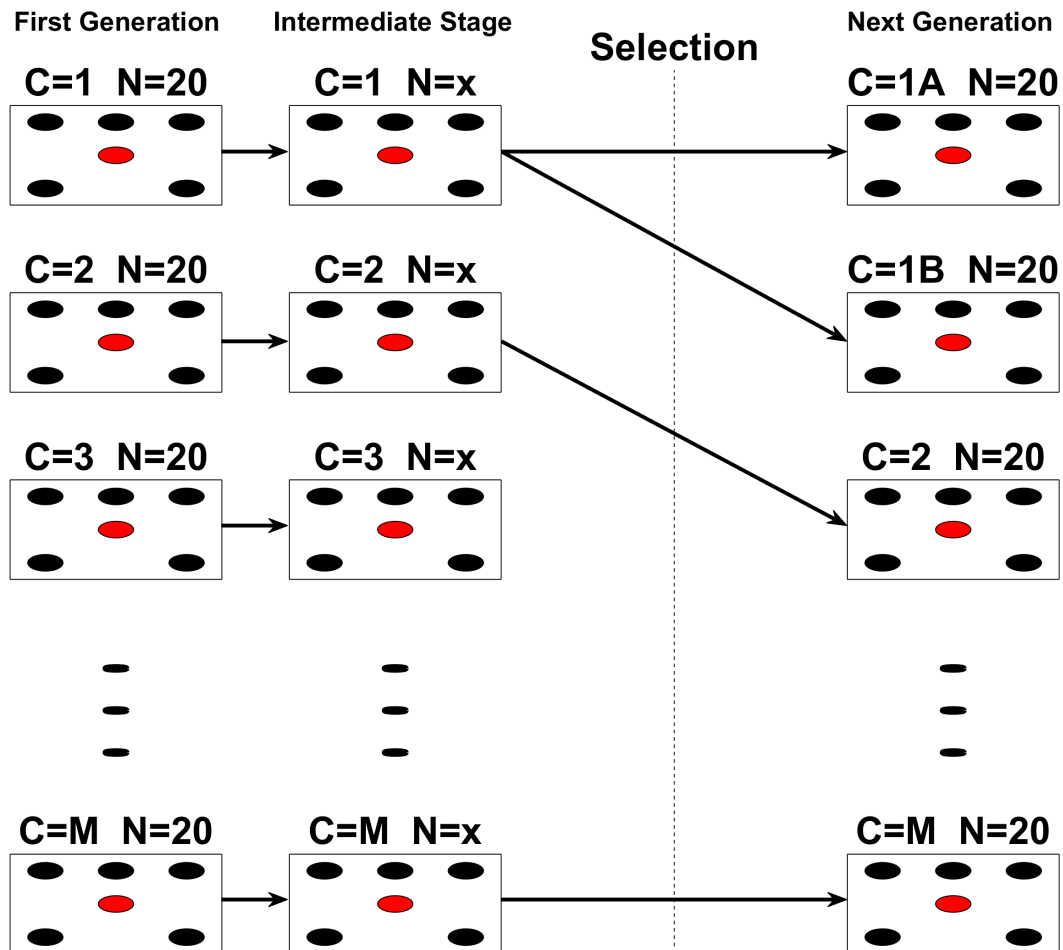 First Generation Intermediate Stage Next Generation
Selection
C=1 N=20 C=1 N=x C=1A N=20
C=2 N=20 C=2 N=x C=1B N=20
C=3 N=20 C=3 N=x C=2 N=20
C=M N=20 C=M N=x C=M N=20